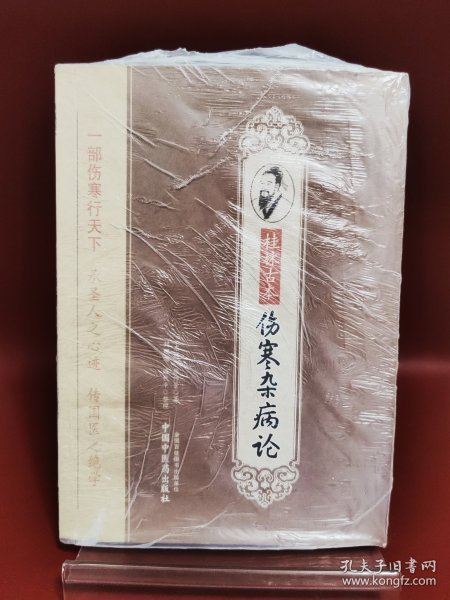 桂林古本
伤寒杂病论
一部伤寒行天下
承圣人之心迹 传国医之绝学
中国中医药出版社
孔夫子旧书网
www.kongfz.com